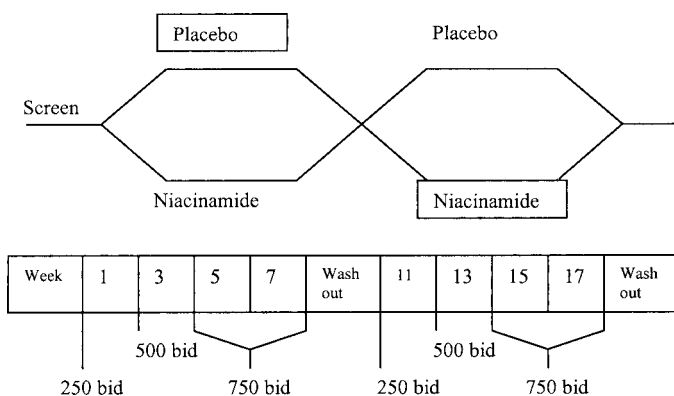 Placebo Placebo
Screen
Niacinamide Niacinamide
Week 1 3 5 7 Wash out 11 13 15 17 Wash out
500 bid 500 bid
250 bid 750 bid 250 bid 750 bid